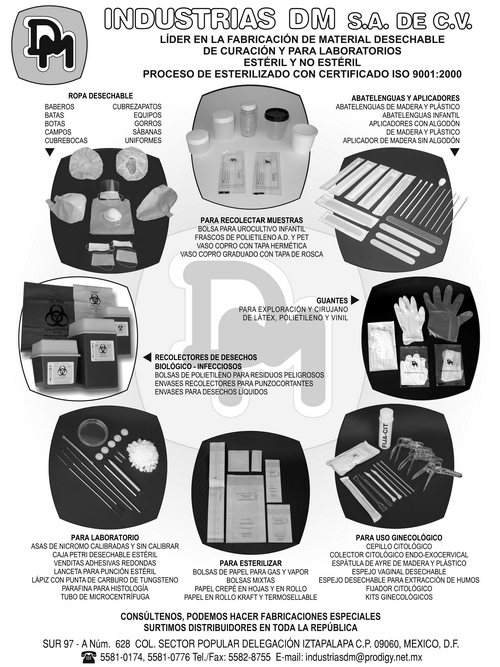 DM
INDUSTRIAS DM S.A. DE C.V.
LÍDER EN LA FABRICACIÓN DE MATERIAL DESECHABLE
DE CURACIÓN Y PARA LABORATORIOS
ESTÉRIL Y NO ESTÉRIL
PROCESO DE ESTERILIZADO CON CERTIFICADO ISO 9001:2000
ROPA DESECHABLE
BABEROS CUBREZAPATOS
BATAS EQUIPOS
BOTAS GORROS
CAMPOS SÁBANAS
CUBREBOCAS UNIFORMES
ABATELENGUAS Y APLICADORES
ABATELENGUAS DE MADERA Y PLÁSTICO
ABATELENGUAS INFANTIL
APLICADORES CON ALGODÓN
DE MADERA Y PLÁSTICO
APLICADOR DE MADERA SIN ALGODÓN
PARA RECOLECTAR MUESTRAS
BOLSA PARA UROCULTIVO INFANTIL
FRASCOS DE POLIETILENO A.D. Y PET
VASO COPRO CON TAPA HERMÉTICA
VASO COPRO GRADUADO CON TAPA DE ROSCA
GUANTES
PARA EXPLORACIÓN Y CIRUJANO
DE LÁTEX, POLIETILENO Y VINIL
DM
RECOLECTORES DE DESECHOS
BIOLÓGICO - INFECCIOSOS
BOLSAS DE POLIETILENO PARA RESIDUOS PELIGROSOS
ENVASES RECOLECTORES PARA PUNZOCORTANTES
ENVASES PARA DESECHOS LÍQUIDOS
FIJA-CIT
PARA LABORATORIO
ASAS DE NICROMO CALIBRADAS Y SIN CALIBRAR
CAJA PETRI DESECHABLE ESTÉRIL
VENDITAS ADHESIVAS REDONDAS
LANCETA PARA PUNCIÓN ESTÉRIL
LÁPIZ CON PUNTA DE CARBURO DE TUNGSTENO
PARAFINA PARA HISTOLOGÍA
TUBO DE MICROCENTRÍFUGA
PARA ESTERILIZAR
BOLSAS DE PAPEL PARA GAS Y VAPOR
BOLSAS MIXTAS
PAPEL CREPÉ EN HOJAS Y EN ROLLO
PAPEL EN ROLLO KRAFT Y TERMOSELLABLE
PARA USO GINECOLÓGICO
CEPILLO CITOLÓGICO
COLECTOR CITOLÓGICO ENDO-EXOCERVICAL
ESPÁTULA DE AYRE DE MADERA Y PLÁSTICO
ESPEJO VAGINAL DESECHABLE
ESPEJO DESECHABLE PARA EXTRACCIÓN DE HUMOS
FIJADOR CITOLÓGICO
KITS GINECOLÓGICOS
CONSÚLTENOS, PODEMOS HACER FABRICACIONES ESPECIALES
SURTIMOS DISTRIBUIDORES EN TODA LA REPÚBLICA
SUR 97 - A Núm. 628 COL. SECTOR POPULAR DELEGACIÓN IZTAPALAPA C.P. 09060, MEXICO, D.F.
5581-0174, 5581-0776 Tel./Fax: 5582-8755 E-mail: industriasdm@prodigy.net.mx